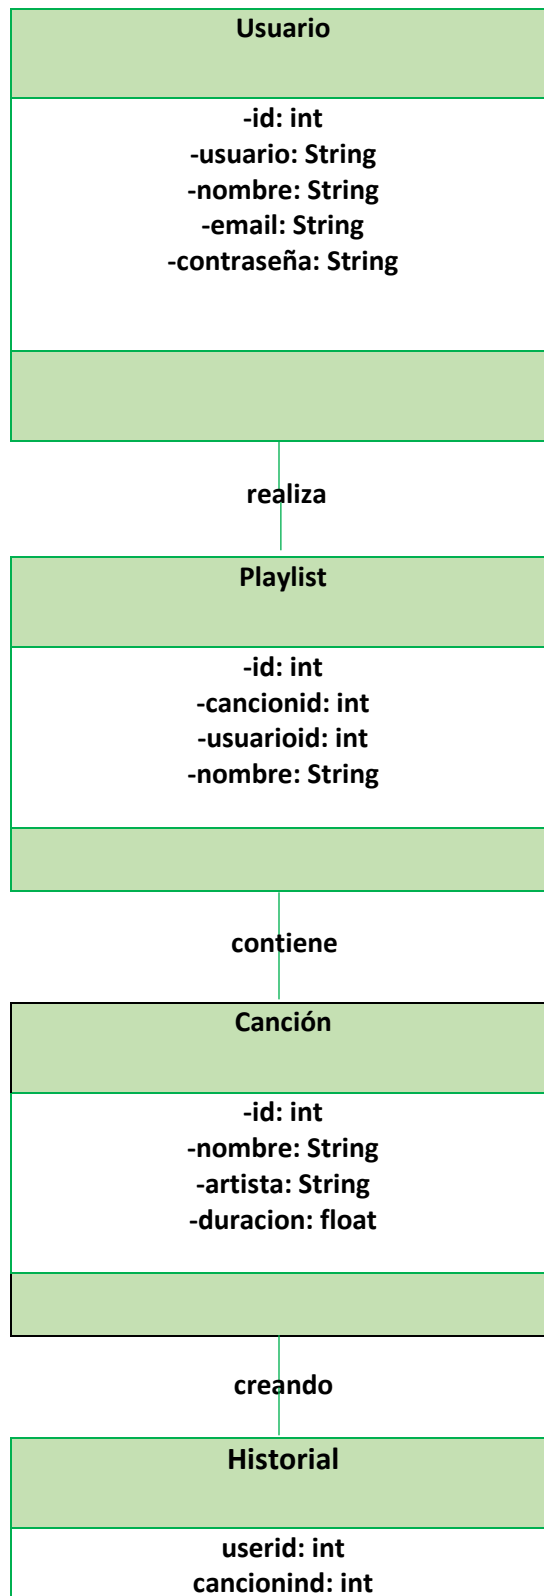 Usuario
-id: int
-usuario: String
-nombre: String
-email: String
-contraseña: String
realiza
Playlist
-id: int
-cancionid: int
-usuarioid: int
-nombre: String
contiene
Canción
-id: int
-nombre: String
-artista: String
-duracion: float
creando
Historial
userid: int
cancionind: int